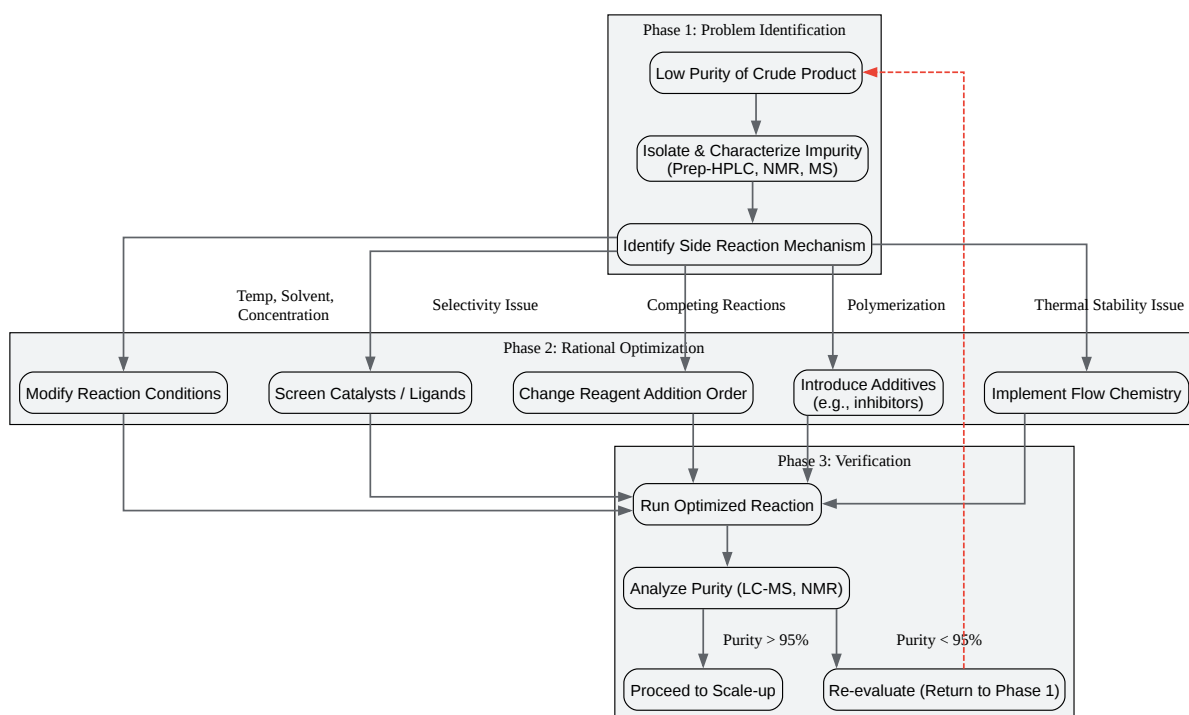 Phase 1: Problem Identification
Low Purity of Crude Product
Isolate & Characterize Impurity
(Prep-HPLC, NMR, MS)
Identify Side Reaction Mechanism
Temp, Solvent,
Concentration
Selectivity Issue
Competing Reactions
Polymerization
Thermal Stability Issue
Phase 2: Rational Optimization
Modify Reaction Conditions
Screen Catalysts / Ligands
Change Reagent Addition Order
Introduce Additives
(e.g., inhibitors)
Implement Flow Chemistry
Phase 3: Verification
Run Optimized Reaction
Analyze Purity (LC-MS, NMR)
Purity > 95%
Purity < 95%
Proceed to Scale-up
Re-evaluate (Return to Phase 1)